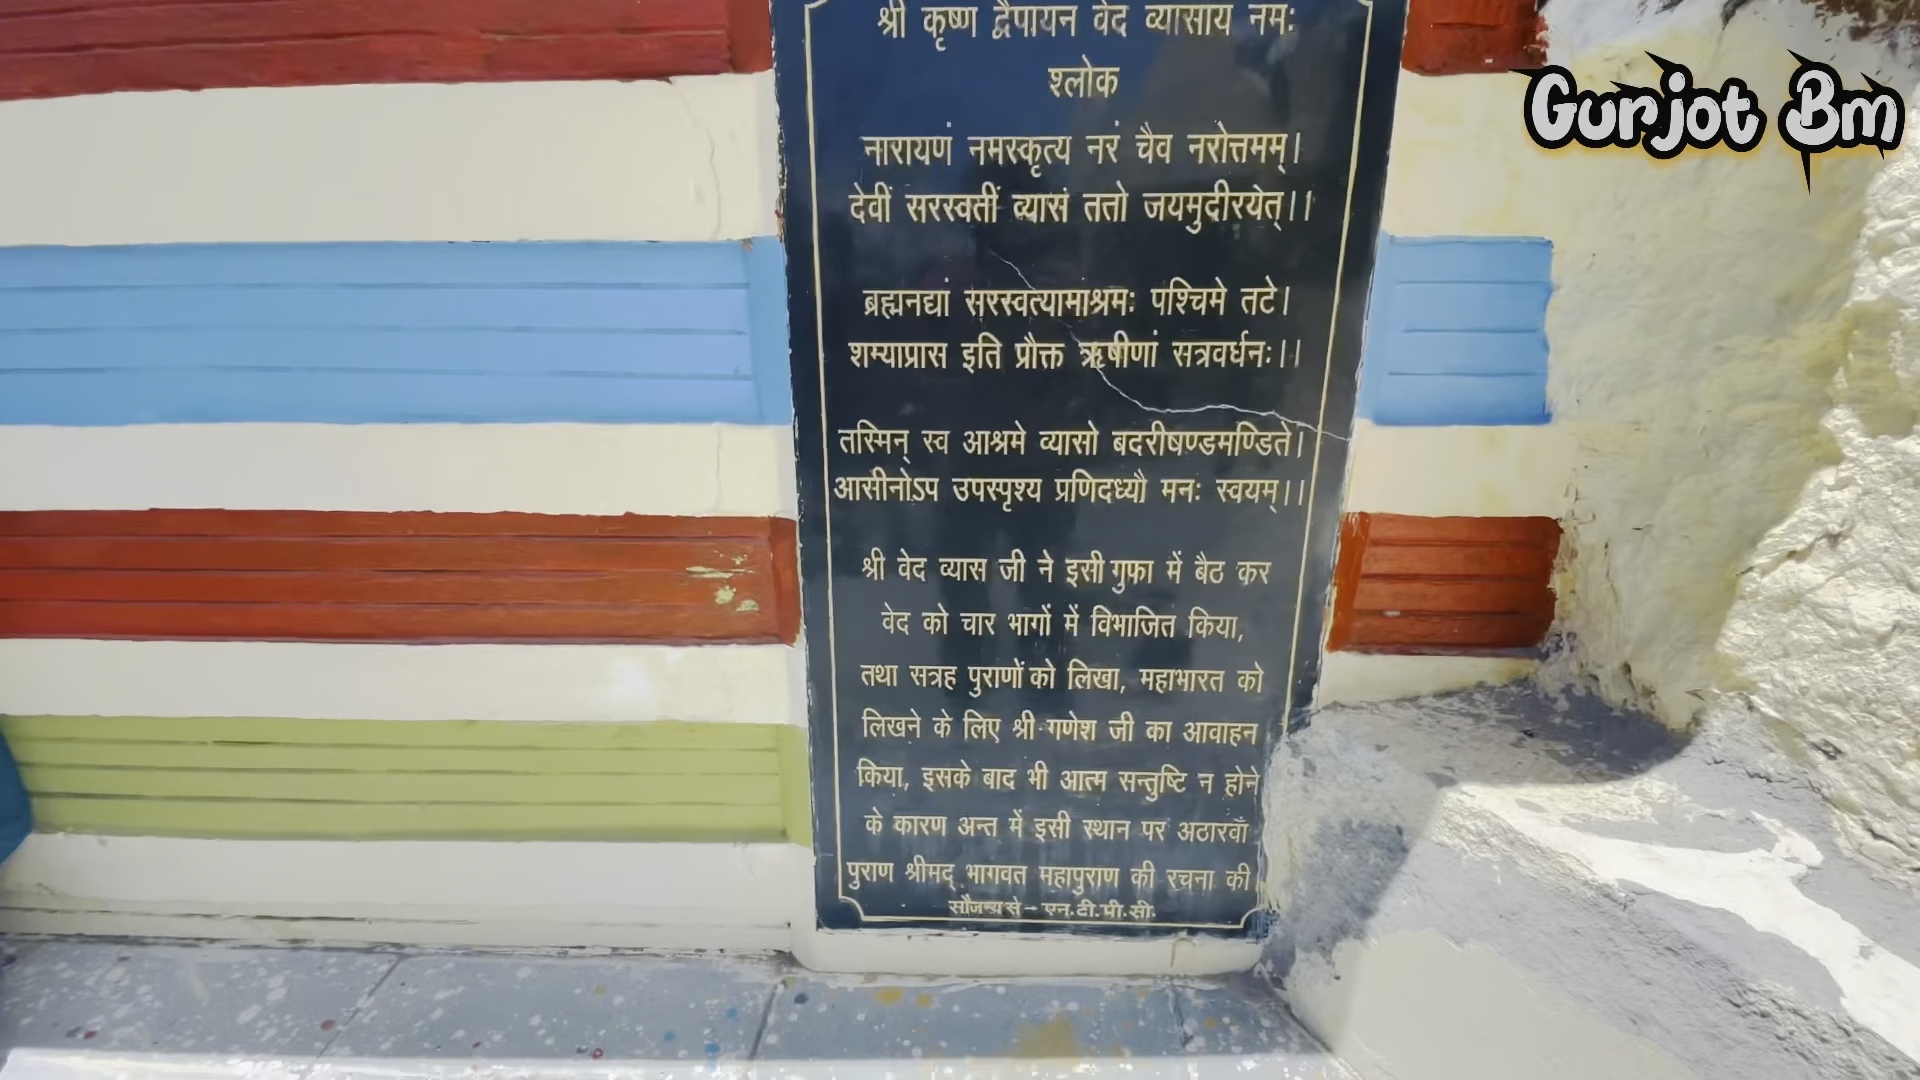 श्री कृष्ण द्वैपायन वेद व्यासाय नमः
श्लोक
नारायणं नमस्कृत्य नरं चैव नरोत्तमम्।
देवीं सरस्वतीं व्यासं ततो जयमुदीरयेत्।।
ब्रह्मनद्यां सरस्वत्यामाश्रमः पश्चिमे तटे।
शम्याप्रास इति प्रौक्त ऋषीणां सत्रवर्धनः।।
तस्मिन् स्व आश्रमे व्यासो बदरीषण्डमण्डिते।
आसीनोऽप उपस्पृश्य प्रणिदध्यौ मनः स्वयम्।।
श्री वेद व्यास जी ने इसी गुफा में बैठ कर
वेद को चार भागों में विभाजित किया,
तथा सत्रह पुराणों को लिखा, महाभारत को
लिखने के लिए श्री गणेश जी का आवाहन
किया, इसके बाद भी आत्म सन्तुष्टि न होने
के कारण अन्त में इसी स्थान पर अठारवाँ
पुराण श्रीमद् भागवत महापुराण की रचना की
सौजन्य से - एन.टी.पी.सी.
Gurjot Bm